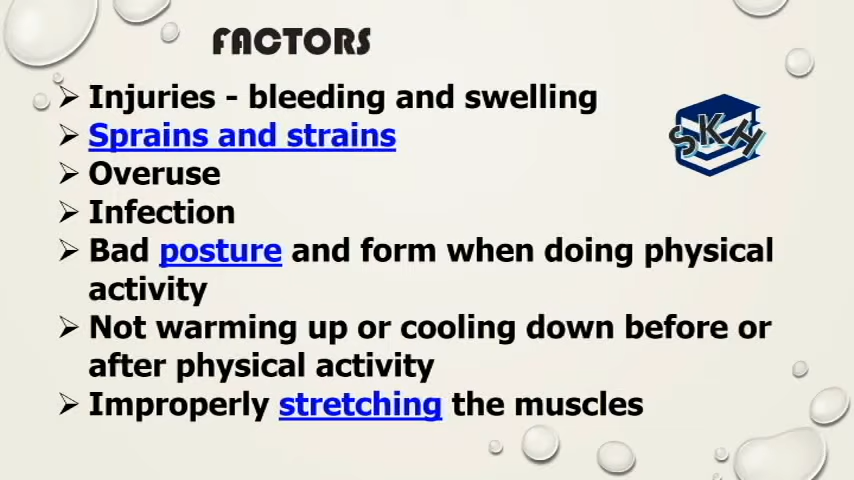 FACTORS
➢ Injuries - bleeding and swelling
➢ Sprains and strains
SKH
➢ Overuse
➢ Infection
➢ Bad posture and form when doing physical
activity
➢ Not warming up or cooling down before or
after physical activity
➢ Improperly stretching the muscles